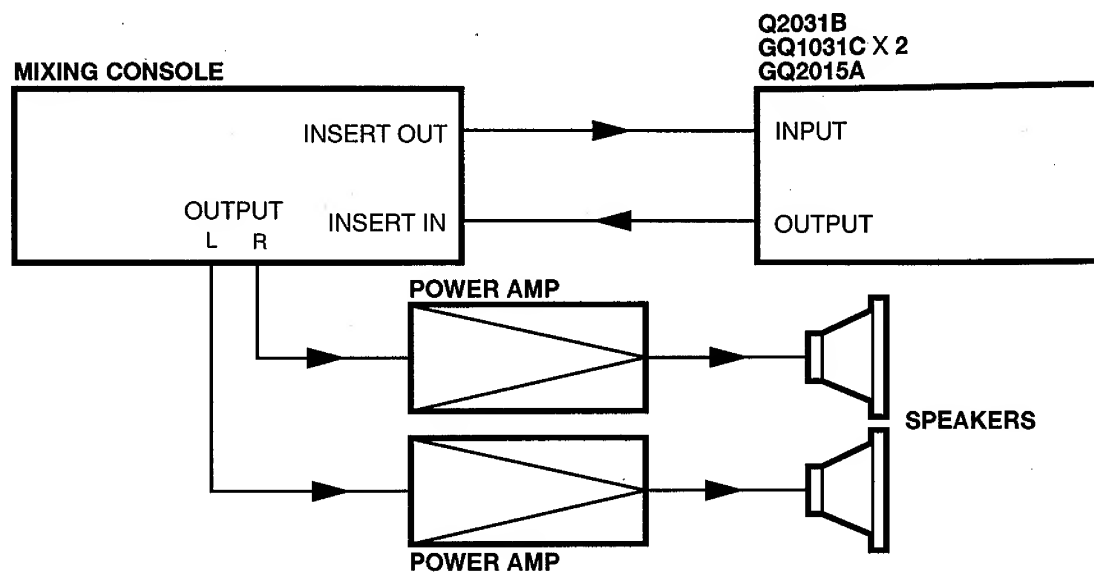 Q2031B
GQ1031C X 2
GQ2015A
MIXING CONSOLE
INSERT OUT
INPUT
OUTPUT
L R
INSERT IN
OUTPUT
POWER AMP
SPEAKERS
POWER AMP